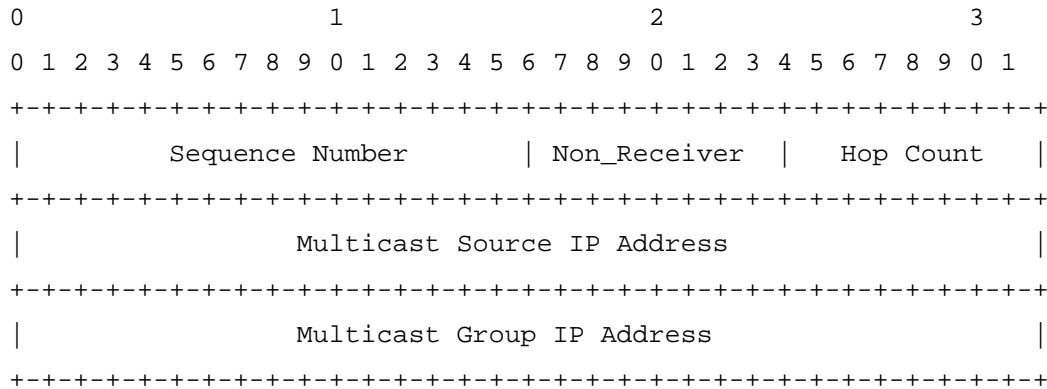 0                   1                   2                   3
0 1 2 3 4 5 6 7 8 9 0 1 2 3 4 5 6 7 8 9 0 1 2 3 4 5 6 7 8 9 0 1
+-+-+-+-+-+-+-+-+-+-+-+-+-+-+-+-+-+-+-+-+-+-+-+-+-+-+-+-+-+-+-+-+
|         Sequence Number       | Non_Receiver  |   Hop Count   |
+-+-+-+-+-+-+-+-+-+-+-+-+-+-+-+-+-+-+-+-+-+-+-+-+-+-+-+-+-+-+-+-+
|                 Multicast Source IP Address                   |
+-+-+-+-+-+-+-+-+-+-+-+-+-+-+-+-+-+-+-+-+-+-+-+-+-+-+-+-+-+-+-+-+
|                 Multicast Group IP Address                    |
+-+-+-+-+-+-+-+-+-+-+-+-+-+-+-+-+-+-+-+-+-+-+-+-+-+-+-+-+-+-+-+-+